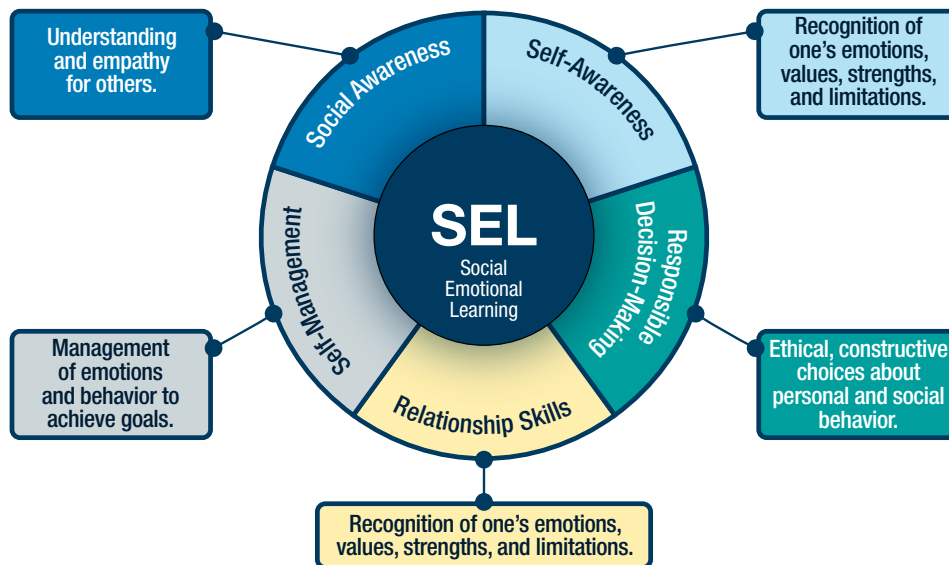 Understanding
and empathy
for others.
Social Awareness
Self-Awareness
Recognition of
one’s emotions,
values, strengths,
and limitations.
SEL
Social
Emotional
Learning
Responsible
Decision-Making
Self-Management
Management
of emotions
and behavior to
achieve goals.
Relationship Skills
Ethical, constructive
choices about
personal and social
behavior.
Recognition of one’s emotions,
values, strengths, and limitations.